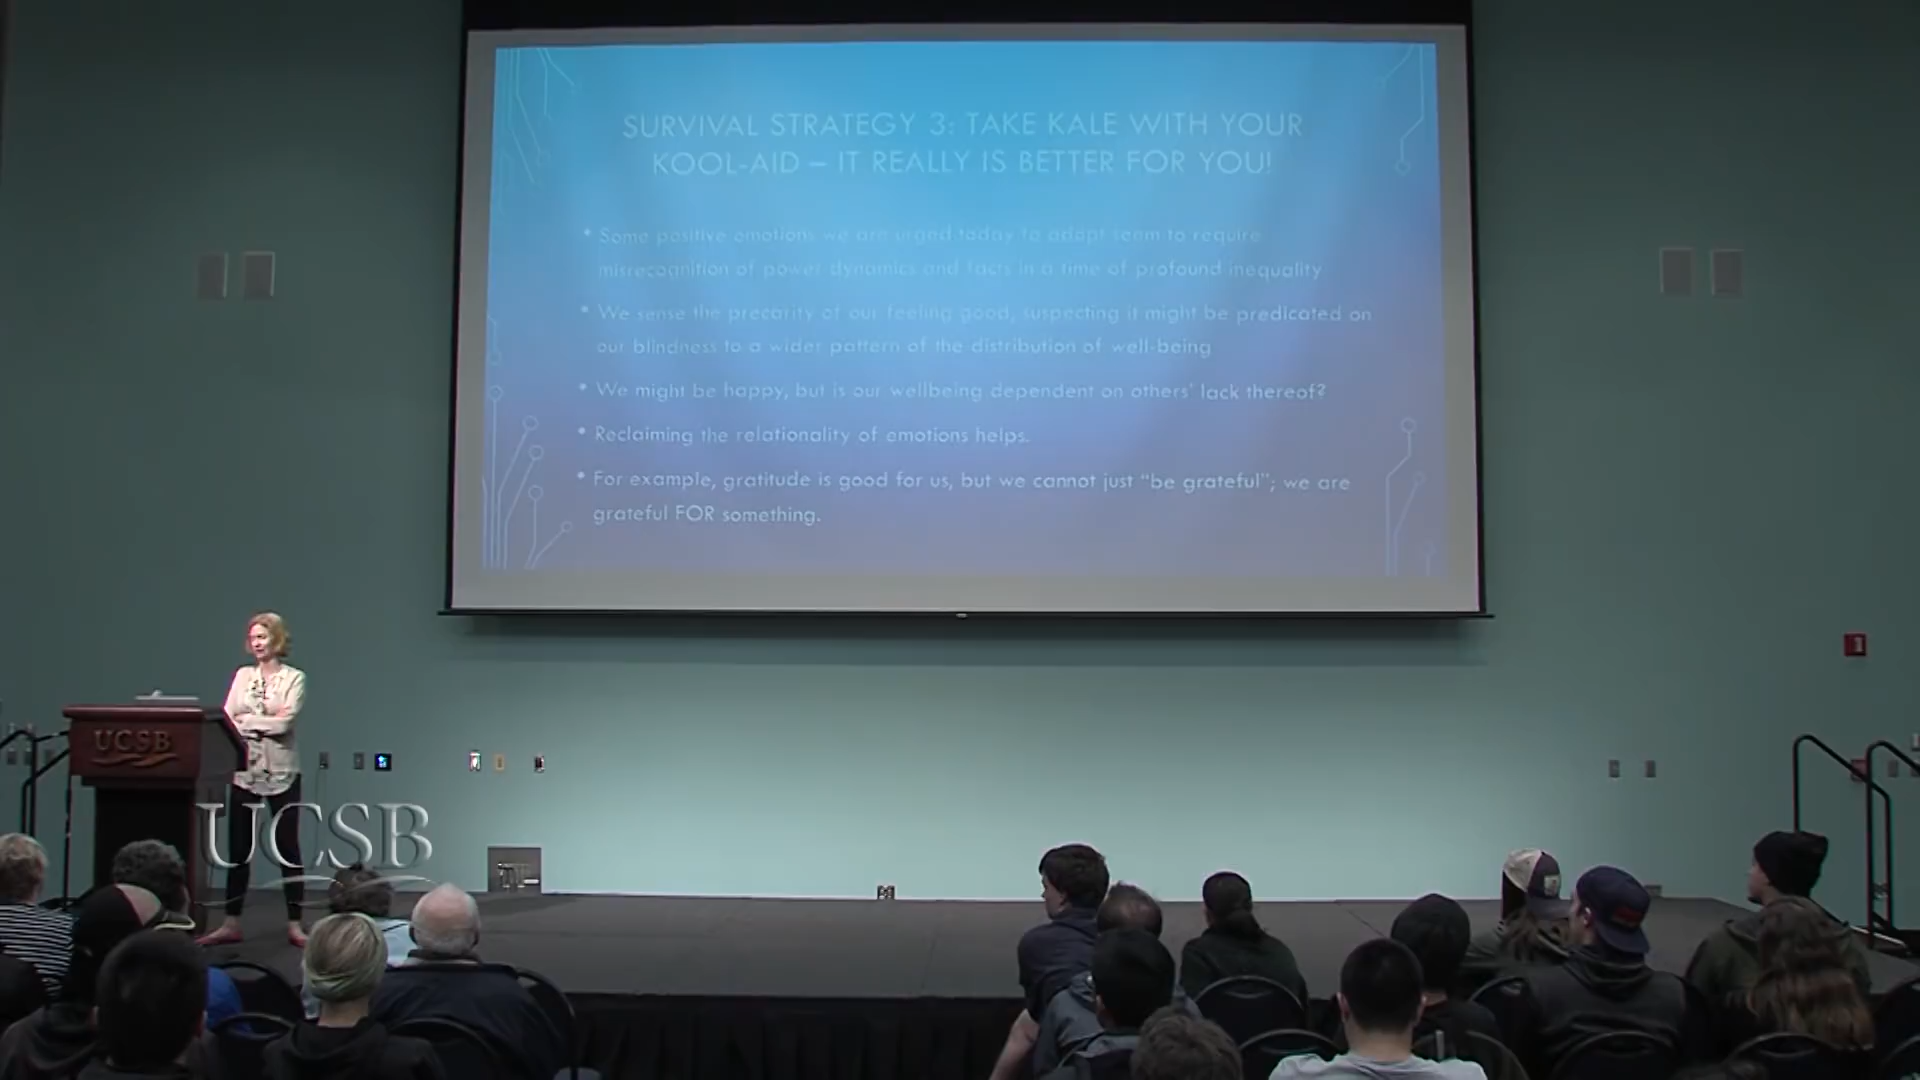 SURVIVAL STRATEGY 3: TAKE KALE WITH YOUR
KOOL-AID – IT REALLY IS BETTER FOR YOU!
• Some positive emotions we are urged today to adopt seem to require
misrecognition of power dynamics and facts in a time of profound inequality
• We sense the precarity of our feeling good, suspecting it might be predicated on
our blindness to a wider pattern of the distribution of well-being
• We might be happy, but is our wellbeing dependent on others' lack thereof?
• Reclaiming the relationality of emotions helps.
• For example, gratitude is good for us, but we cannot just "be grateful"; we are
grateful FOR something.
UCSB
UCSB